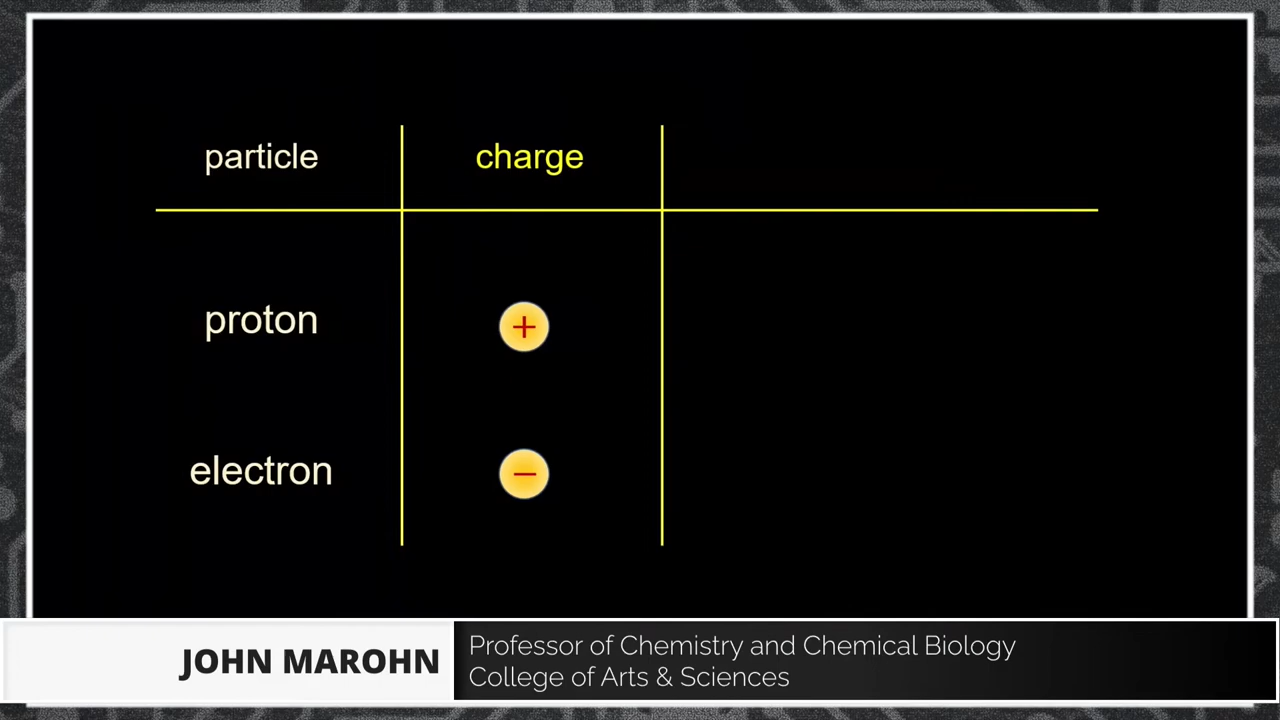 particle charge
proton +
electron −
JOHN MAROHN
Professor of Chemistry and Chemical Biology
College of Arts & Sciences